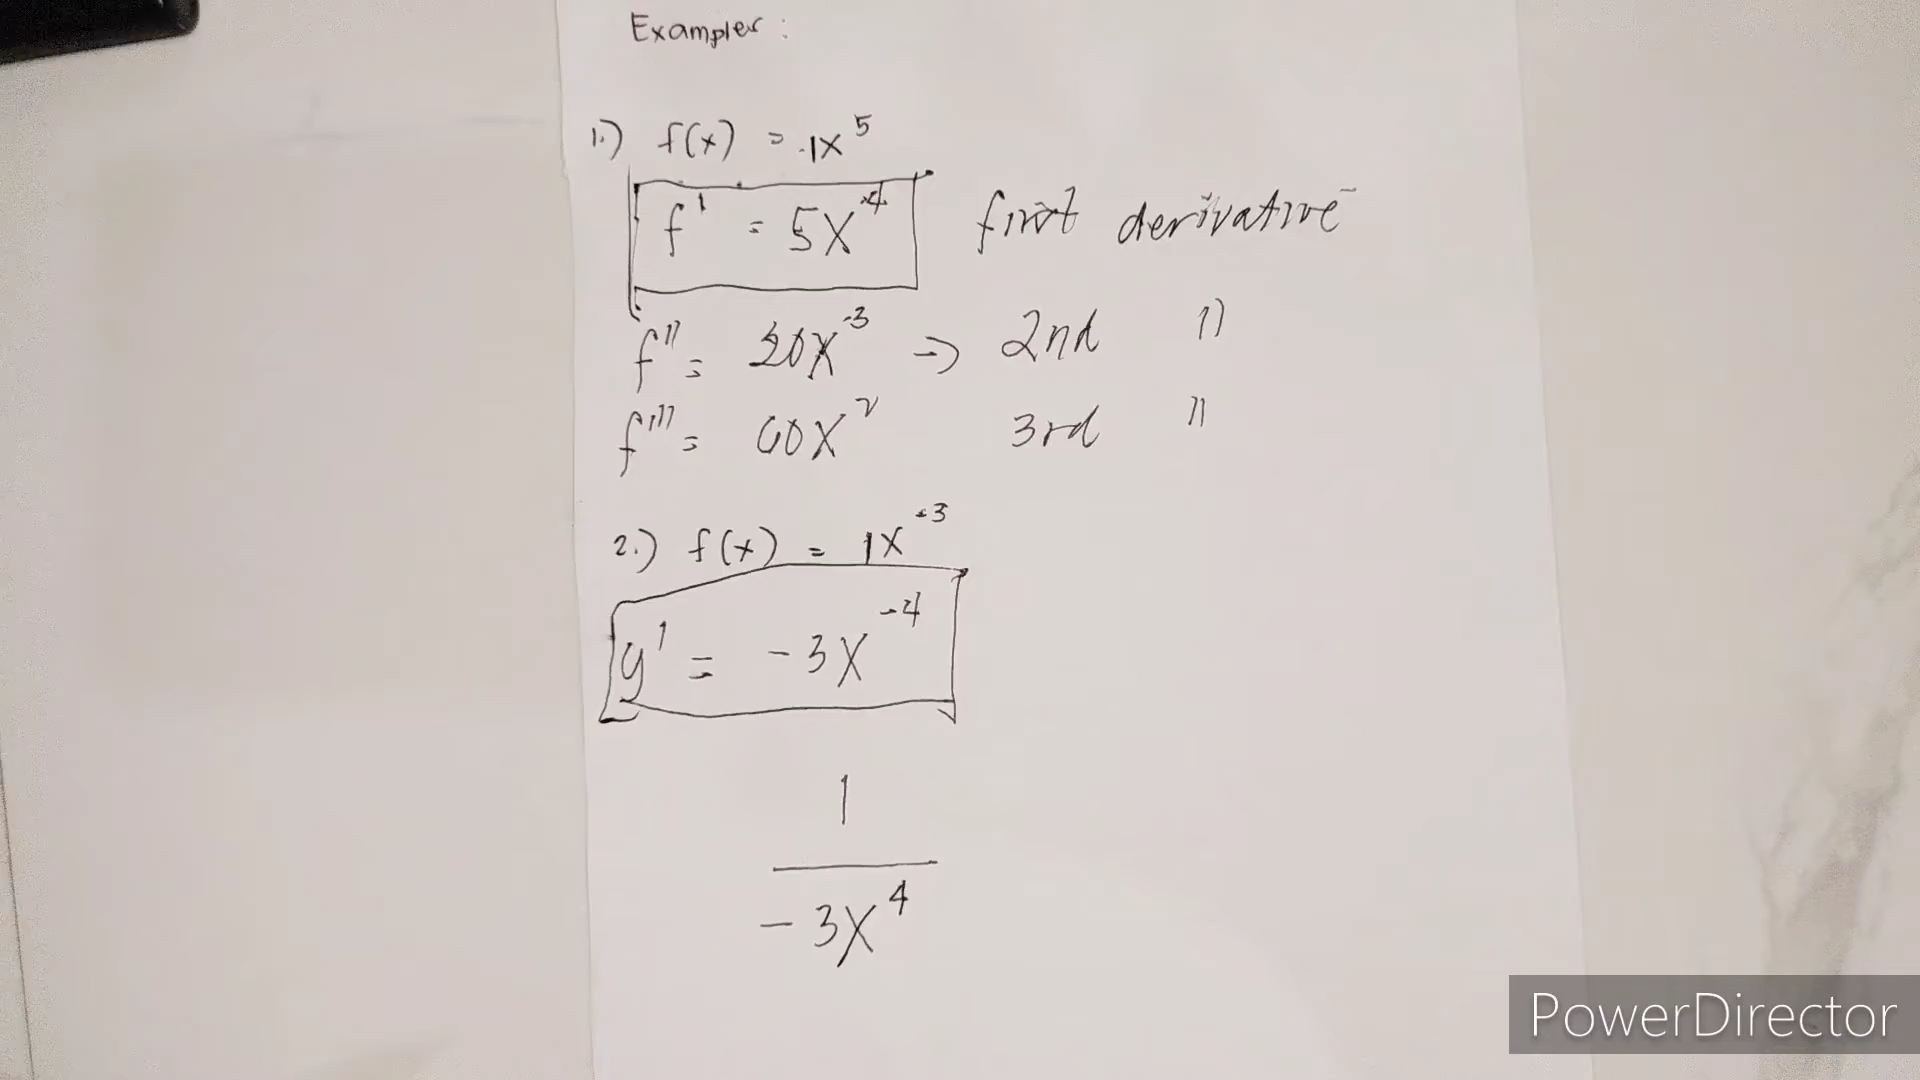 Examples :
1.) f(x) = 1x^5
f' = 5x^4 first derivative
f'' = 20x^3 → 2nd "
f''' = 60x^2 3rd "
2.) f(x) = 1x^-3
y' = -3x^-4
1
- 3x^4
PowerDirector